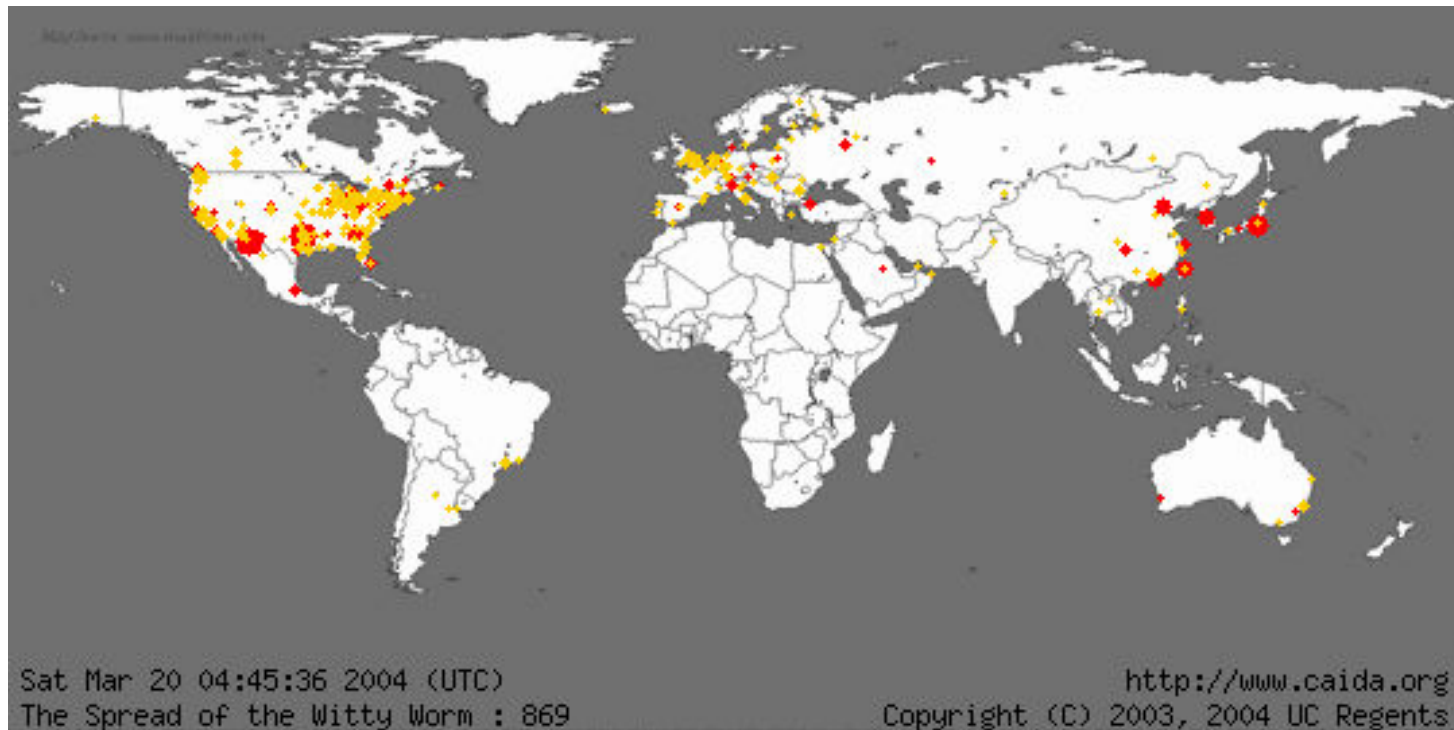 Sat Mar 20 04:45:36 2004 (UTC)
http://www.caida.org
The Spread of the Witty Worm : 869
Copyright (C) 2003, 2004 UC Regents